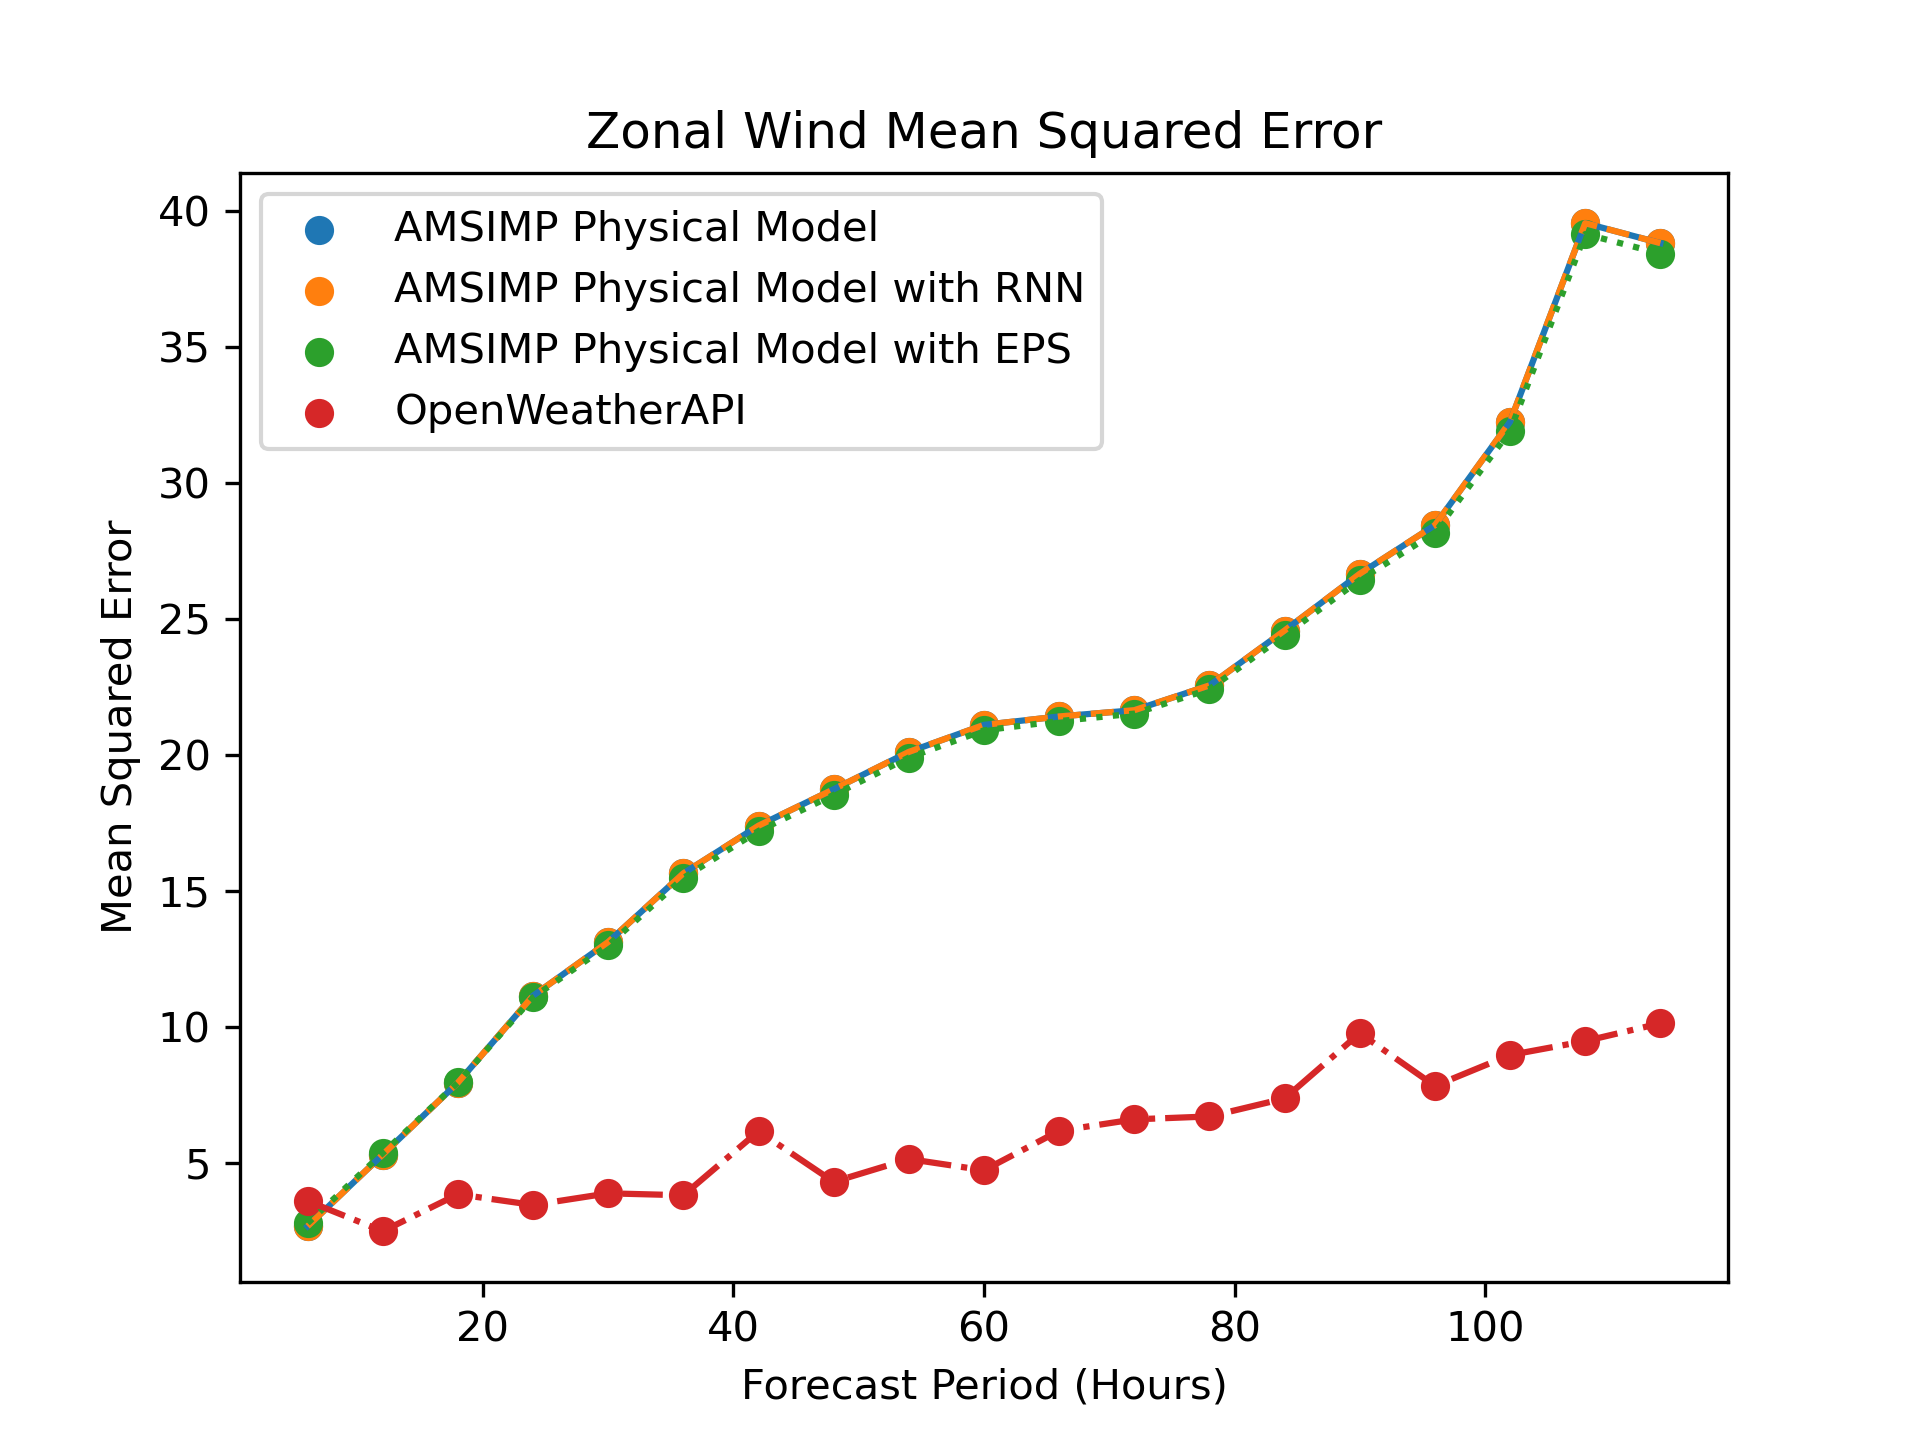 Zonal Wind Mean Squared Error
AMSIMP Physical Model
AMSIMP Physical Model with RNN
AMSIMP Physical Model with EPS
OpenWeatherAPI
Mean Squared Error
40
35
30
25
20
15
10
5
20 40 60 80 100
Forecast Period (Hours)